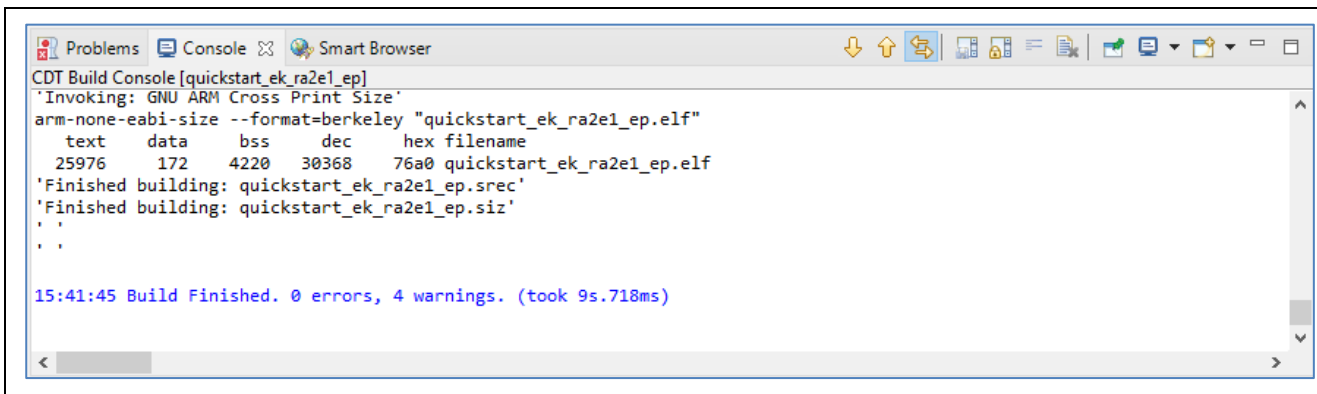 Problems Console Smart Browser
CDT Build Console [quickstart_ek_ra2e1_ep]
'Invoking: GNU ARM Cross Print Size'
arm-none-eabi-size --format=berkeley "quickstart_ek_ra2e1_ep.elf"
text data bss dec hex filename
25976 172 4220 30368 76a0 quickstart_ek_ra2e1_ep.elf
'Finished building: quickstart_ek_ra2e1_ep.srec'
'Finished building: quickstart_ek_ra2e1_ep.siz'
' '
' '
15:41:45 Build Finished. 0 errors, 4 warnings. (took 9s.718ms)